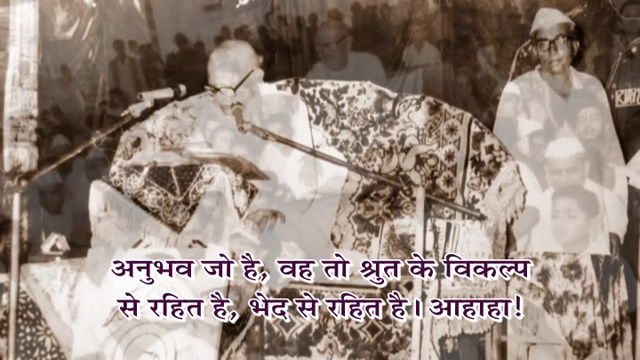 अनुभव जो है, वह तो श्रुत के विकल्प
से रहित है, भेद से रहित है। आहाहा!